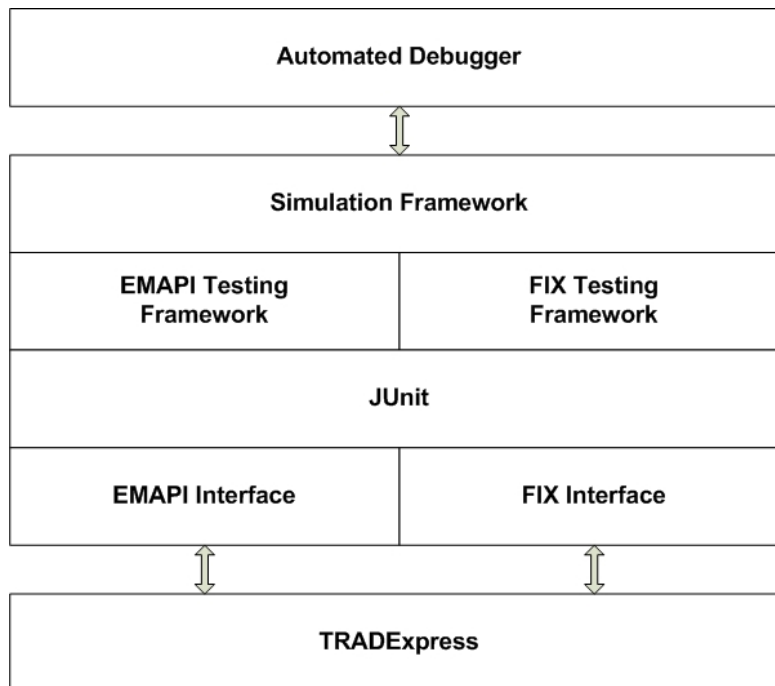 Automated Debugger
Simulation Framework
EMAPI Testing
Framework
FIX Testing
Framework
JUnit
EMAPI Interface
FIX Interface
TRADExpress